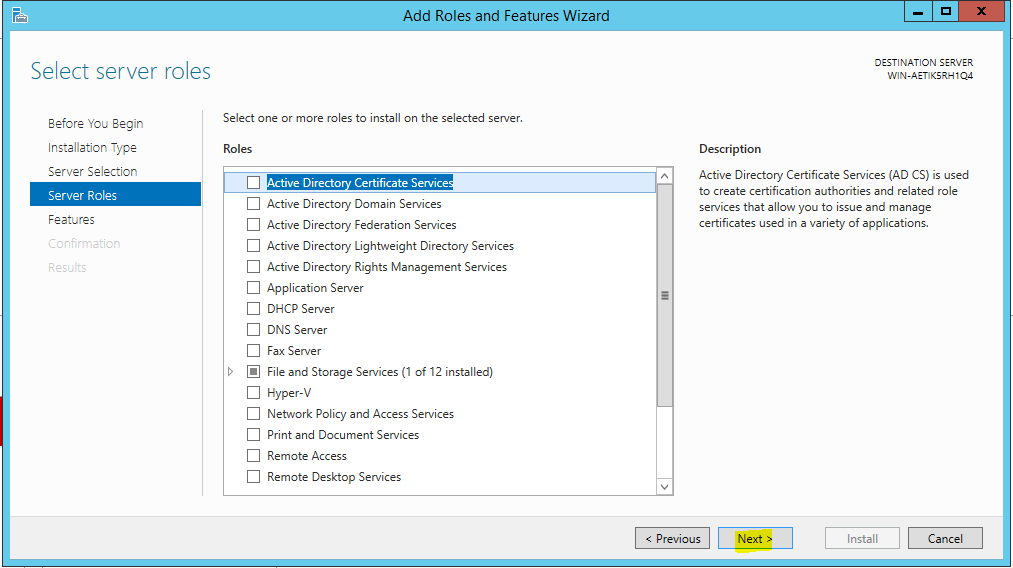 Add Roles and Features Wizard
X
Select server roles
DESTINATION SERVER
WIN-AETIK5RH1Q4
Before You Begin
Installation Type
Server Selection
Server Roles
Features
Confirmation
Results
Select one or more roles to install on the selected server.
Roles
Active Directory Certificate Services
Active Directory Domain Services
Active Directory Federation Services
Active Directory Lightweight Directory Services
Active Directory Rights Management Services
Application Server
DHCP Server
DNS Server
Fax Server
File and Storage Services (1 of 12 installed)
Hyper-V
Network Policy and Access Services
Print and Document Services
Remote Access
Remote Desktop Services
Description
Active Directory Certificate Services (AD CS) is used
to create certification authorities and related role
services that allow you to issue and manage
certificates used in a variety of applications.
< Previous
Next >
Install
Cancel